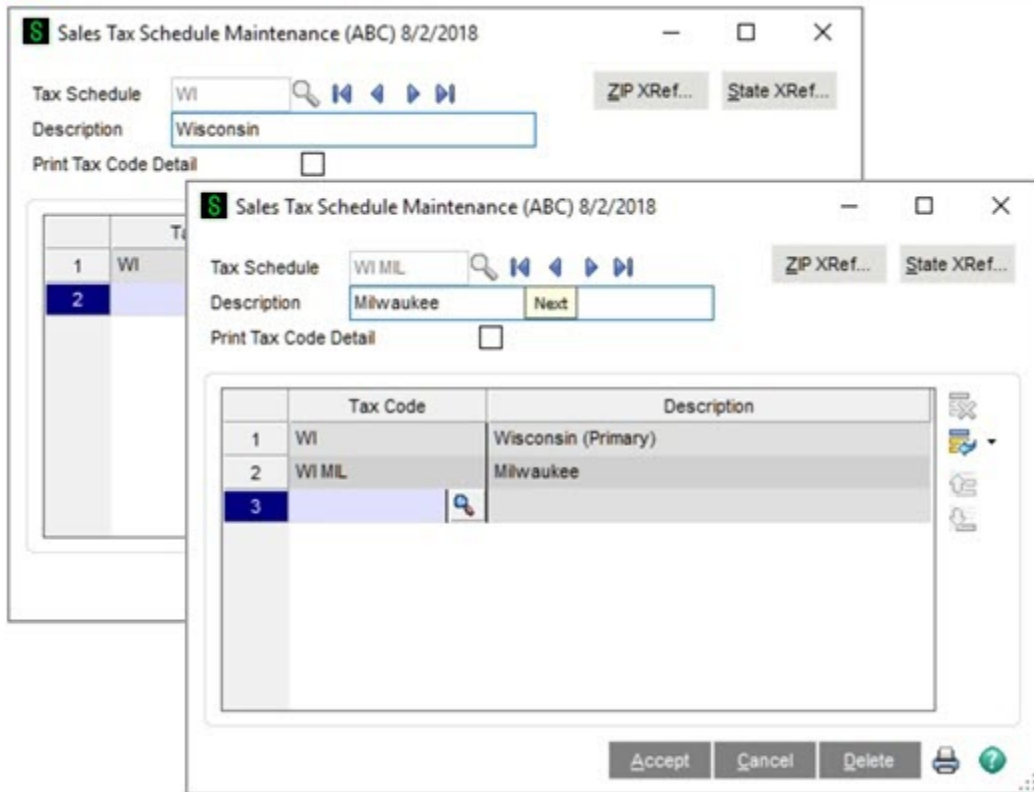 Sales Tax Schedule Maintenance (ABC) 8/2/2018
Tax Schedule WI ZIP XRef... State XRef...
Description Wisconsin
Print Tax Code Detail
1 WI
2
Sales Tax Schedule Maintenance (ABC) 8/2/2018
Tax Schedule WI MIL ZIP XRef... State XRef...
Description Milwaukee Next
Print Tax Code Detail
Tax Code Description
1 WI Wisconsin (Primary)
2 WI MIL Milwaukee
3
Accept Cancel Delete